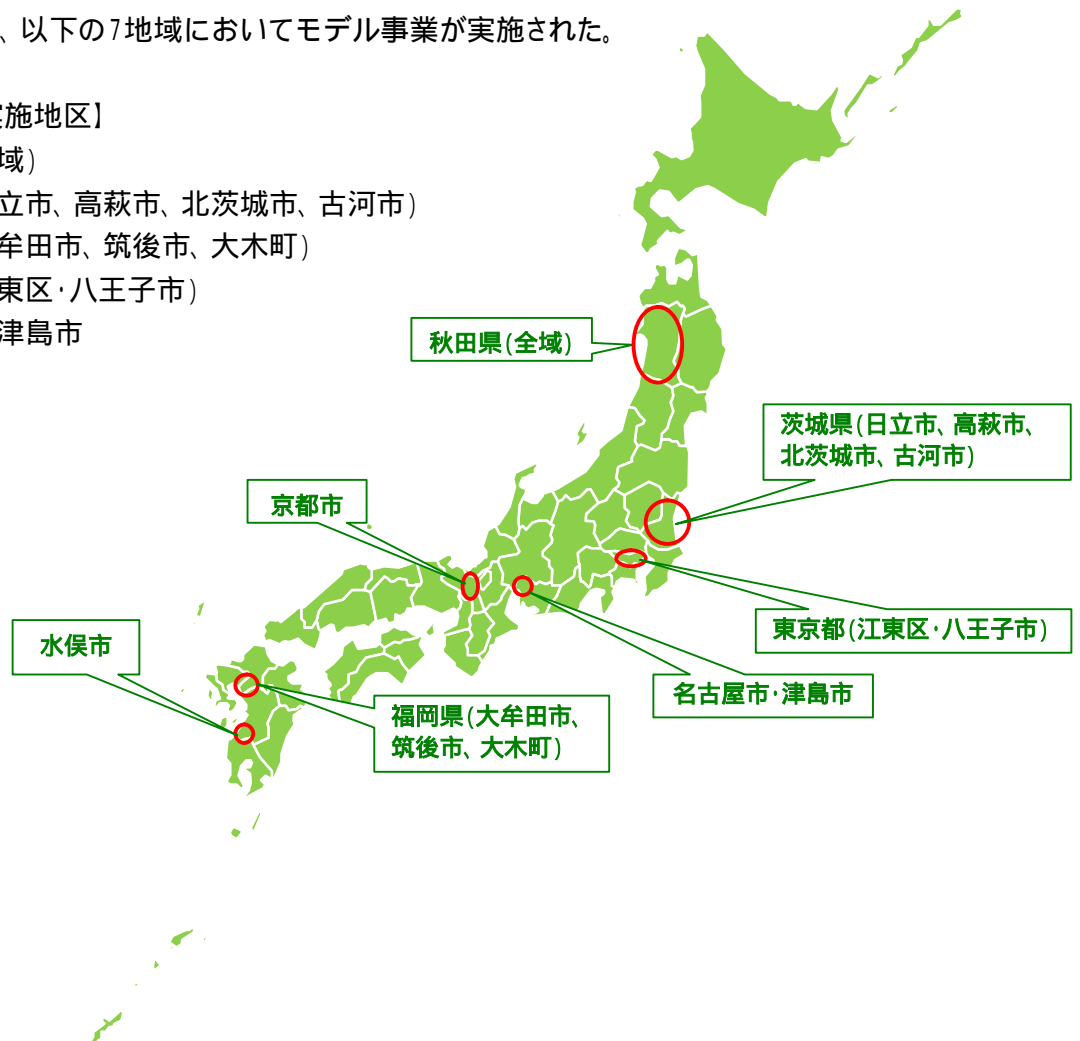 、以下の7地域においてモデル事業が実施された。
施地区】
域)
立市、高萩市、北茨城市、古河市)
牟田市、筑後市、大木町)
東区・八王子市)
津島市
秋田県(全域)
茨城県(日立市、高萩市、
北茨城市、古河市)
京都市
東京都(江東区・八王子市)
水俣市
名古屋市・津島市
福岡県(大牟田市、
筑後市、大木町)